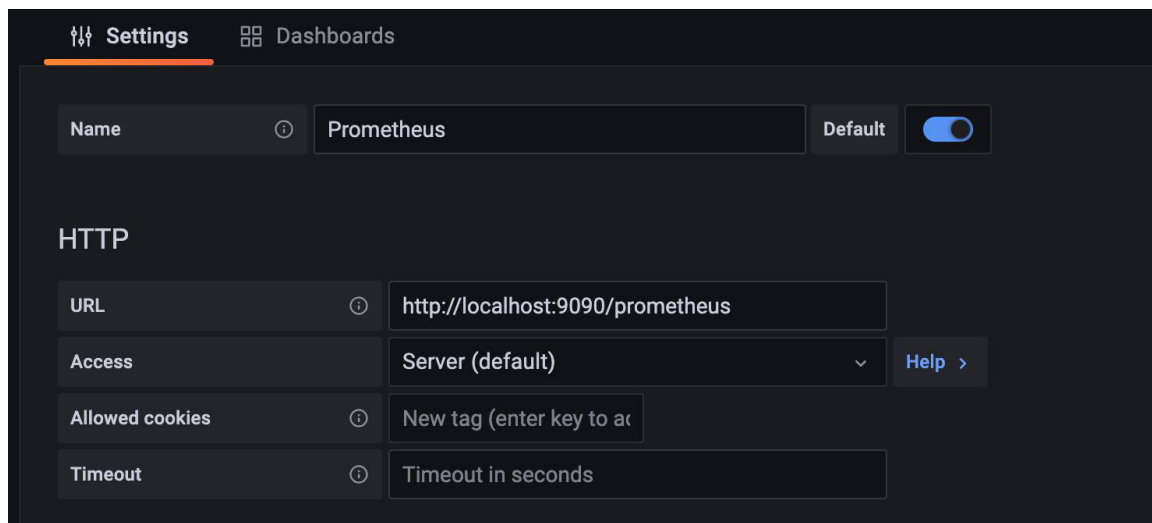 Settings Dashboards
Name Prometheus Default
HTTP
URL http://localhost:9090/prometheus
Access Server (default) Help >
Allowed cookies New tag (enter key to ad
Timeout Timeout in seconds